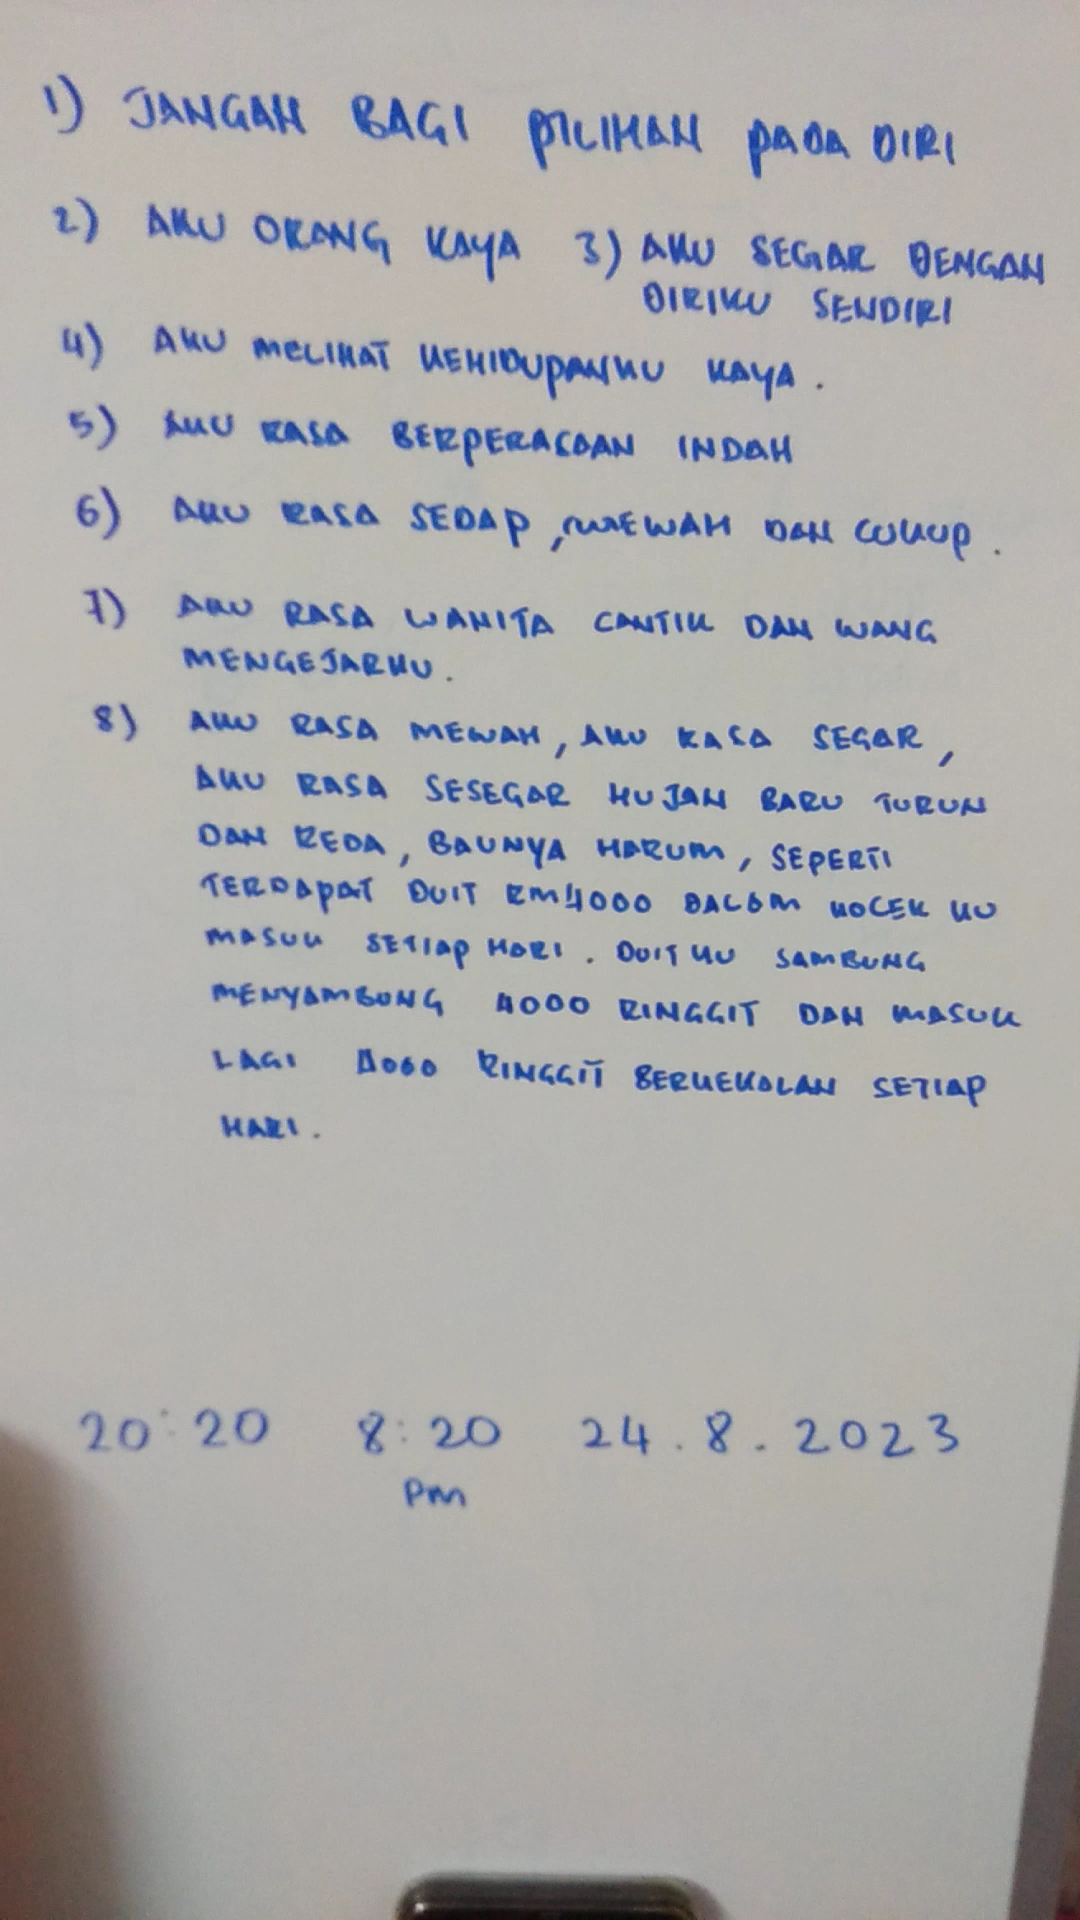 1) JANGAN BAGI PILIHAN PADA DIRI
2) AKU ORANG KAYA 3) AKU SEGAR DENGAN
DIRIKU SENDIRI
4) AKU MELIHAT KEHIDUPANKU KAYA.
5) AKU RASA BERPERASAAN INDAH
6) AKU RASA SEDAP, MEWAH DAN CUKUP.
7) AKU RASA WANITA CANTIK DAN WANG
MENGEJARKU.
8) AKU RASA MEWAH, AKU RASA SEGAR,
AKU RASA SESEGAR HUJAN BARU TURUN
DAN REDA, BAUNYA HARUM, SEPERTI
TERDAPAT DUIT RM4000 DALAM KOCEK KU
MASUK SETIAP HARI. DUIT KU SAMBUNG
MENYAMBUNG 4000 RINGGIT DAN MASUK
LAGI 4000 RINGGIT BERKEKALAN SETIAP
HARI.
20:20 8:20 24.8.2023
PM